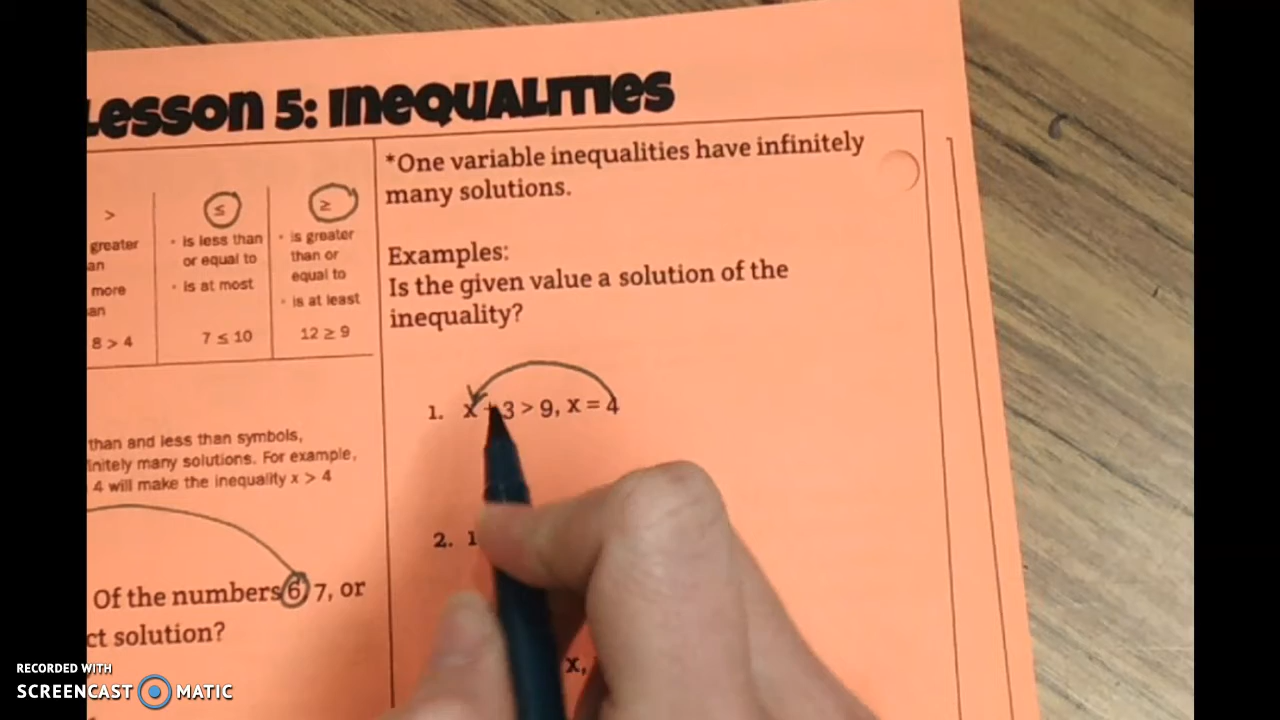 Lesson 5: Inequalities
>
greater
an
more
an
8 > 4
≤
• is less than
or equal to
• is at most
7 ≤ 10
≥
• is greater
than or
equal to
• is at least
12 ≥ 9
than and less than symbols,
initely many solutions. For example,
4 will make the inequality x > 4
Of the numbers 6, 7, or
ct solution?
*One variable inequalities have infinitely
many solutions.
Examples:
Is the given value a solution of the
inequality?
1. x + 3 > 9, x = 4
2. 1
x,
RECORDED WITH
SCREENCAST MATIC